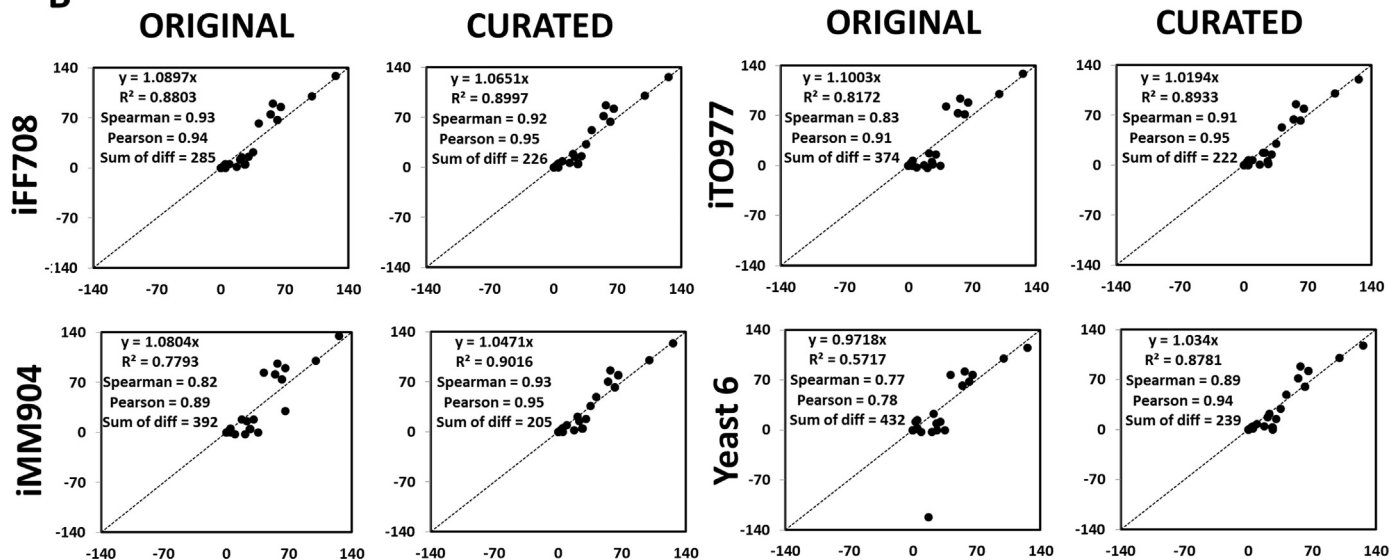 B
ORIGINAL
CURATED
ORIGINAL
CURATED
iFF708
140
70
0
-70
-140
y = 1.0897x
R² = 0.8803
Spearman = 0.93
Pearson = 0.94
Sum of diff = 285
-140 -70 0 70 140
140
70
0
-70
-140
y = 1.0651x
R² = 0.8997
Spearman = 0.92
Pearson = 0.95
Sum of diff = 226
-140 -70 0 70 140
iTO977
140
70
0
-70
-140
y = 1.1003x
R² = 0.8172
Spearman = 0.83
Pearson = 0.91
Sum of diff = 374
-140 -70 0 70 140
140
70
0
-70
-140
y = 1.0194x
R² = 0.8933
Spearman = 0.91
Pearson = 0.95
Sum of diff = 222
-140 -70 0 70 140
iMM904
140
70
0
-70
-140
y = 1.0804x
R² = 0.7793
Spearman = 0.82
Pearson = 0.89
Sum of diff = 392
-140 -70 0 70 140
140
70
0
-70
-140
y = 1.0471x
R² = 0.9016
Spearman = 0.93
Pearson = 0.95
Sum of diff = 205
-140 -70 0 70 140
Yeast 6
140
70
0
-70
-140
y = 0.9718x
R² = 0.5717
Spearman = 0.77
Pearson = 0.78
Sum of diff = 432
-140 -70 0 70 140
140
70
0
-70
-140
y = 1.034x
R² = 0.8781
Spearman = 0.89
Pearson = 0.94
Sum of diff = 239
-140 -70 0 70 140